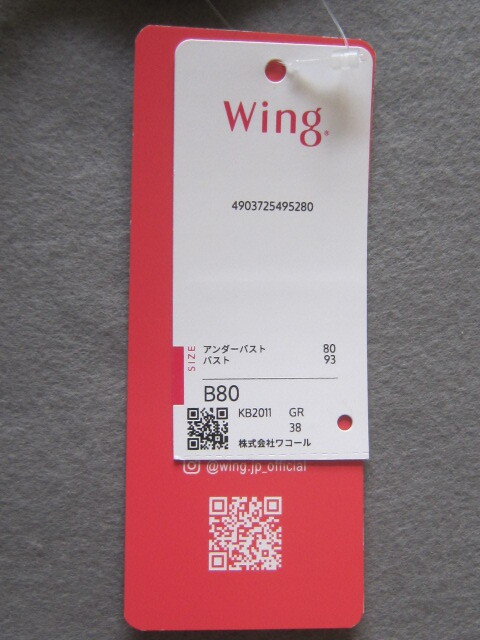 Wing®
4903725495280
SIZE
アンダーバスト 80
バスト 93
B80
KB2011 GR
38
株式会社ワコール
@wing.jp_official